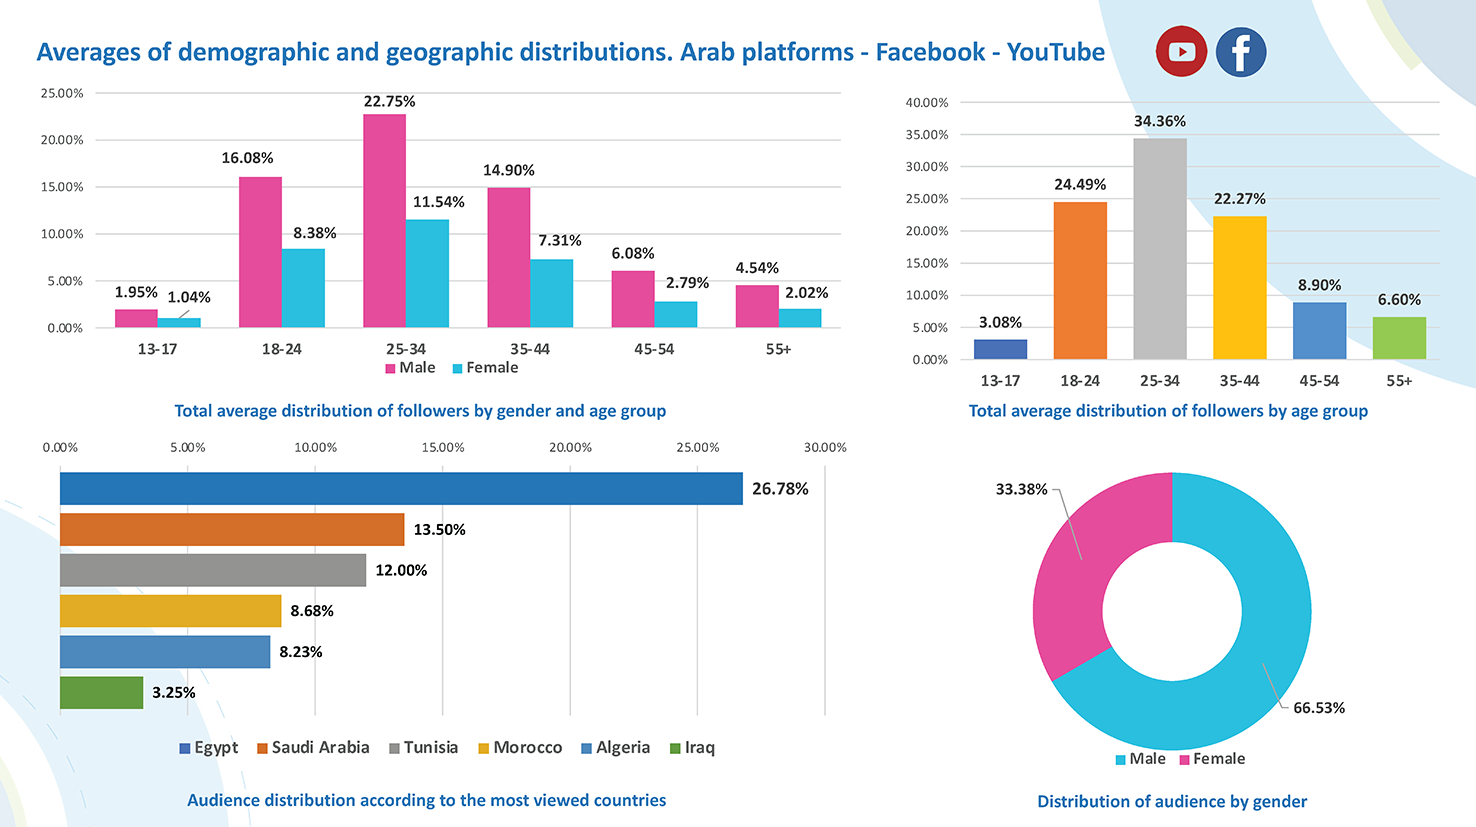 Averages of demographic and geographic distributions. Arab platforms - Facebook - YouTube
25.00%
20.00%
15.00%
10.00%
5.00%
0.00%
1.95% 1.04%
16.08% 8.38%
22.75% 11.54%
14.90% 7.31%
6.08% 2.79%
4.54% 2.02%
13-17 18-24 25-34 35-44 45-54 55+
Male Female
Total average distribution of followers by gender and age group
40.00%
35.00%
30.00%
25.00%
20.00%
15.00%
10.00%
5.00%
0.00%
3.08% 24.49% 34.36% 22.27% 8.90% 6.60%
13-17 18-24 25-34 35-44 45-54 55+
Total average distribution of followers by age group
0.00% 5.00% 10.00% 15.00% 20.00% 25.00% 30.00%
26.78%
13.50%
12.00%
8.68%
8.23%
3.25%
Egypt Saudi Arabia Tunisia Morocco Algeria Iraq
Audience distribution according to the most viewed countries
33.38%
66.53%
Male Female
Distribution of audience by gender